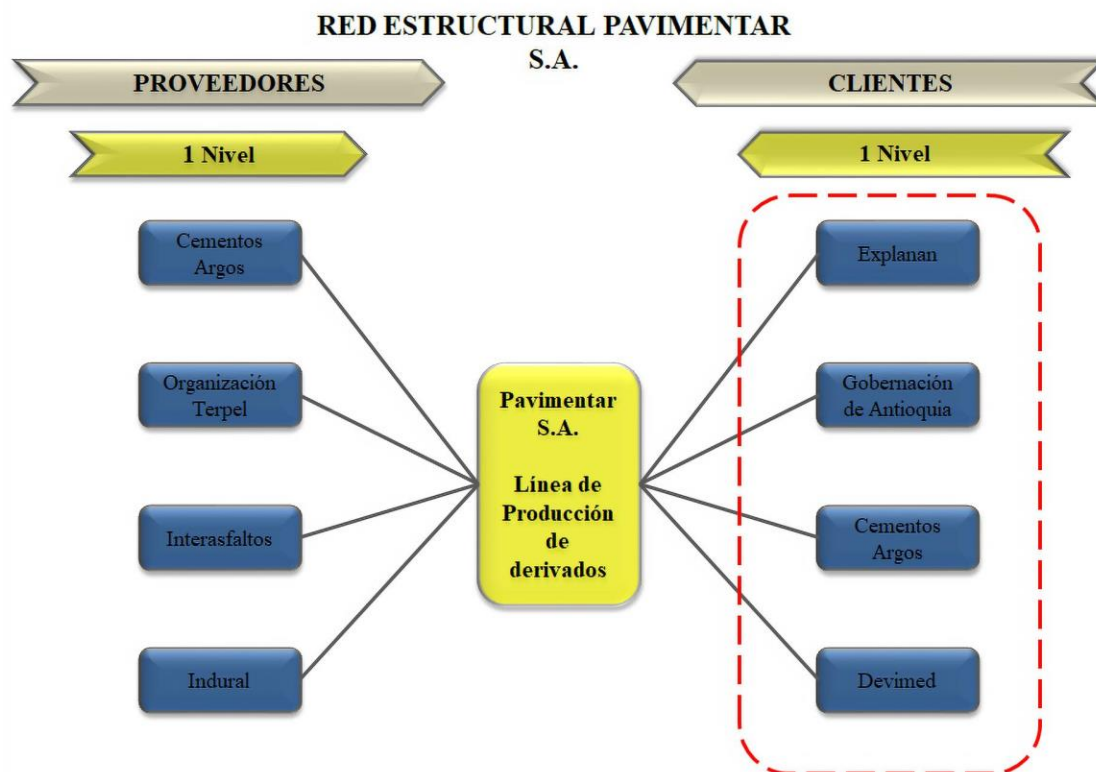 RED ESTRUCTURAL PAVIMENTAR
S.A.
PROVEEDORES
CLIENTES
1 Nivel
1 Nivel
Cementos
Argos
Organización
Terpel
Interasfaltos
Indural
Pavimentar
S.A.
Línea de
Producción
de
derivados
Explanan
Gobernación
de Antioquia
Cementos
Argos
Devimed